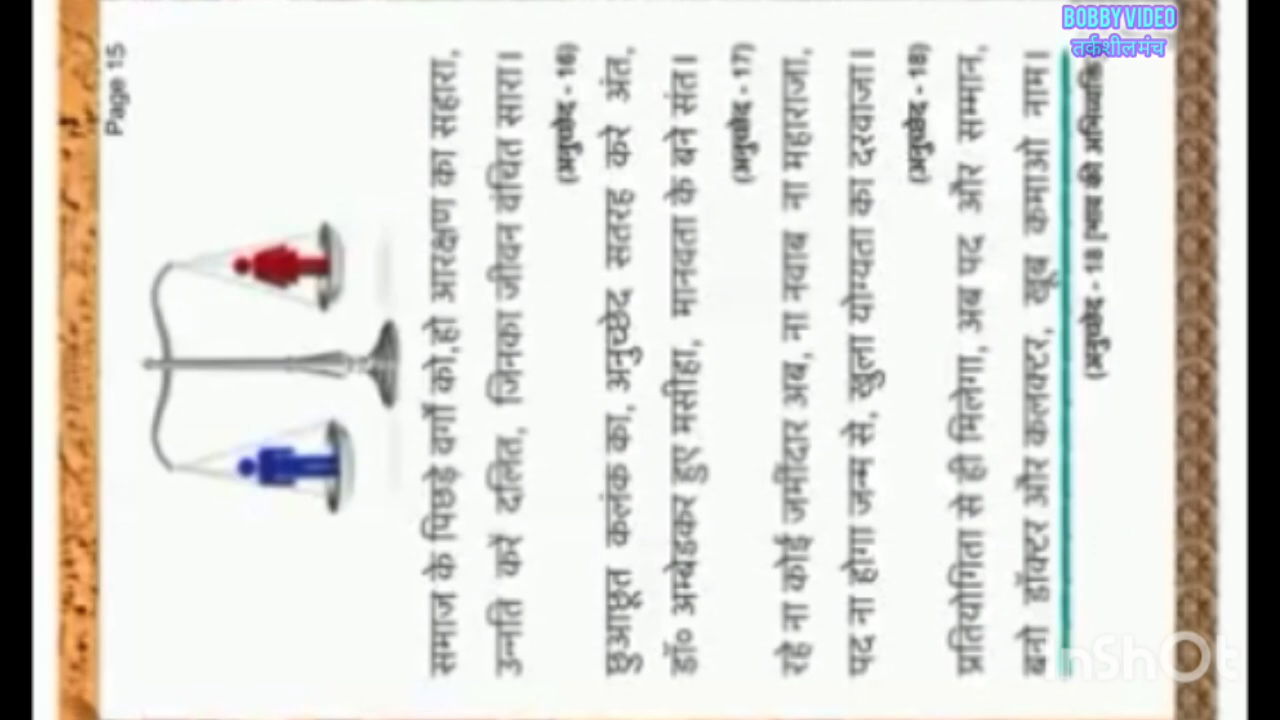 BOBBY VIDEO
तर्कशील मंच
Page 15
समाज के पिछड़े वर्गों को,हो आरक्षण का सहारा,
उन्नति करें दलित, जिनका जीवन वंचित सारा।
(अनुच्छेद - 16)
छुआछूत कलंक का, अनुच्छेद सतरह करे अंत,
डॉ० अम्बेडकर हुए मसीहा, मानवता के बने संत।
(अनुच्छेद - 17)
रहे ना कोई जमींदार अब, ना नवाब ना महाराजा,
पद ना होगा जन्म से, खुला योग्यता का दरवाजा।
(अनुच्छेद - 18)
प्रतियोगिता से ही मिलेगा, अब पद और सम्मान,
बनो डॉक्टर और कलक्टर, खूब कमाओ नाम।
(अनुच्छेद - 18 भाव की अभिव्यक्ति
InShOt